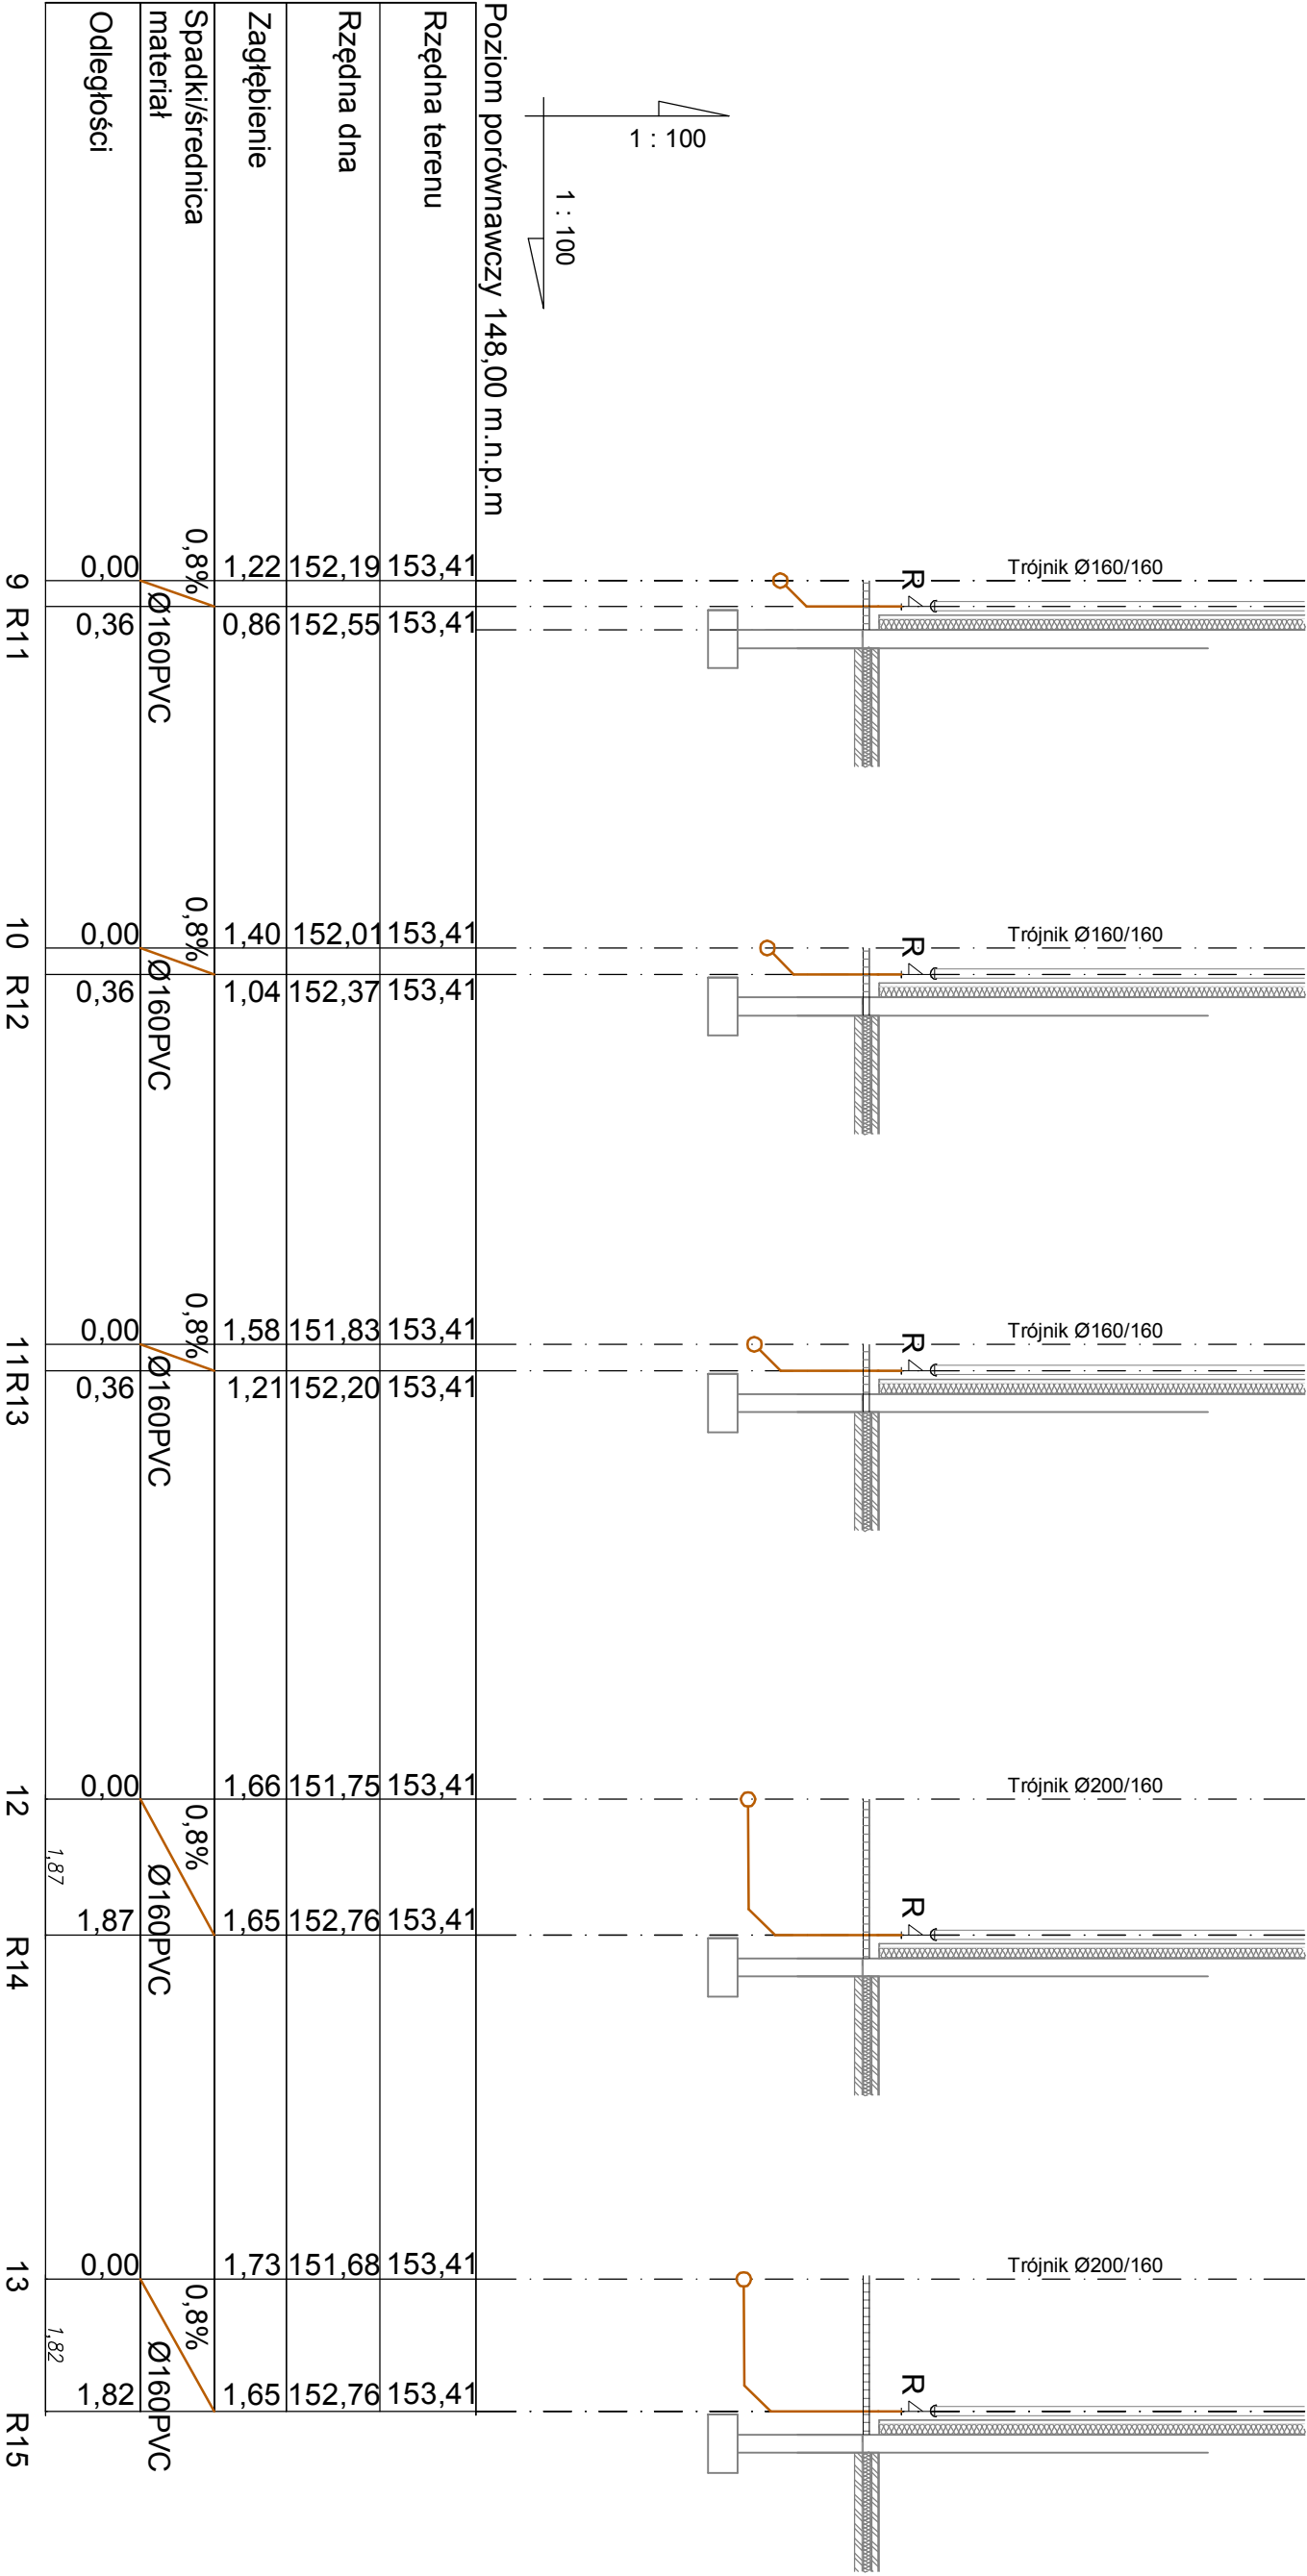 Trójnik Ø160/160
Trójnik Ø160/160
Trójnik Ø160/160
Trójnik Ø200/160
Trójnik Ø200/160
R
R
R
R
R
1 : 100
1 : 100
Poziom porównawczy 148,00 m.n.p.m
Rzędna terenu
153,41 153,41 153,41 153,41 153,41 153,41 153,41 153,41 153,41 153,41
Rzędna dna
152,19 152,55 152,01 152,37 151,83 152,20 151,75 152,76 151,68 152,76
Zagłębienie
1,22 0,86 1,40 1,04 1,58 1,21 1,66 1,65 1,73 1,65
Spadki/średnica
materiał
0,8% 0,8% 0,8% 0,8% 0,8%
Ø160PVC Ø160PVC Ø160PVC Ø160PVC Ø160PVC
Odległości
0,00 0,36 0,00 0,36 0,00 0,36 0,00 1,87 0,00 1,82
1,87 1,82
9 R11 10 R12 11 R13 12 R14 13 R15